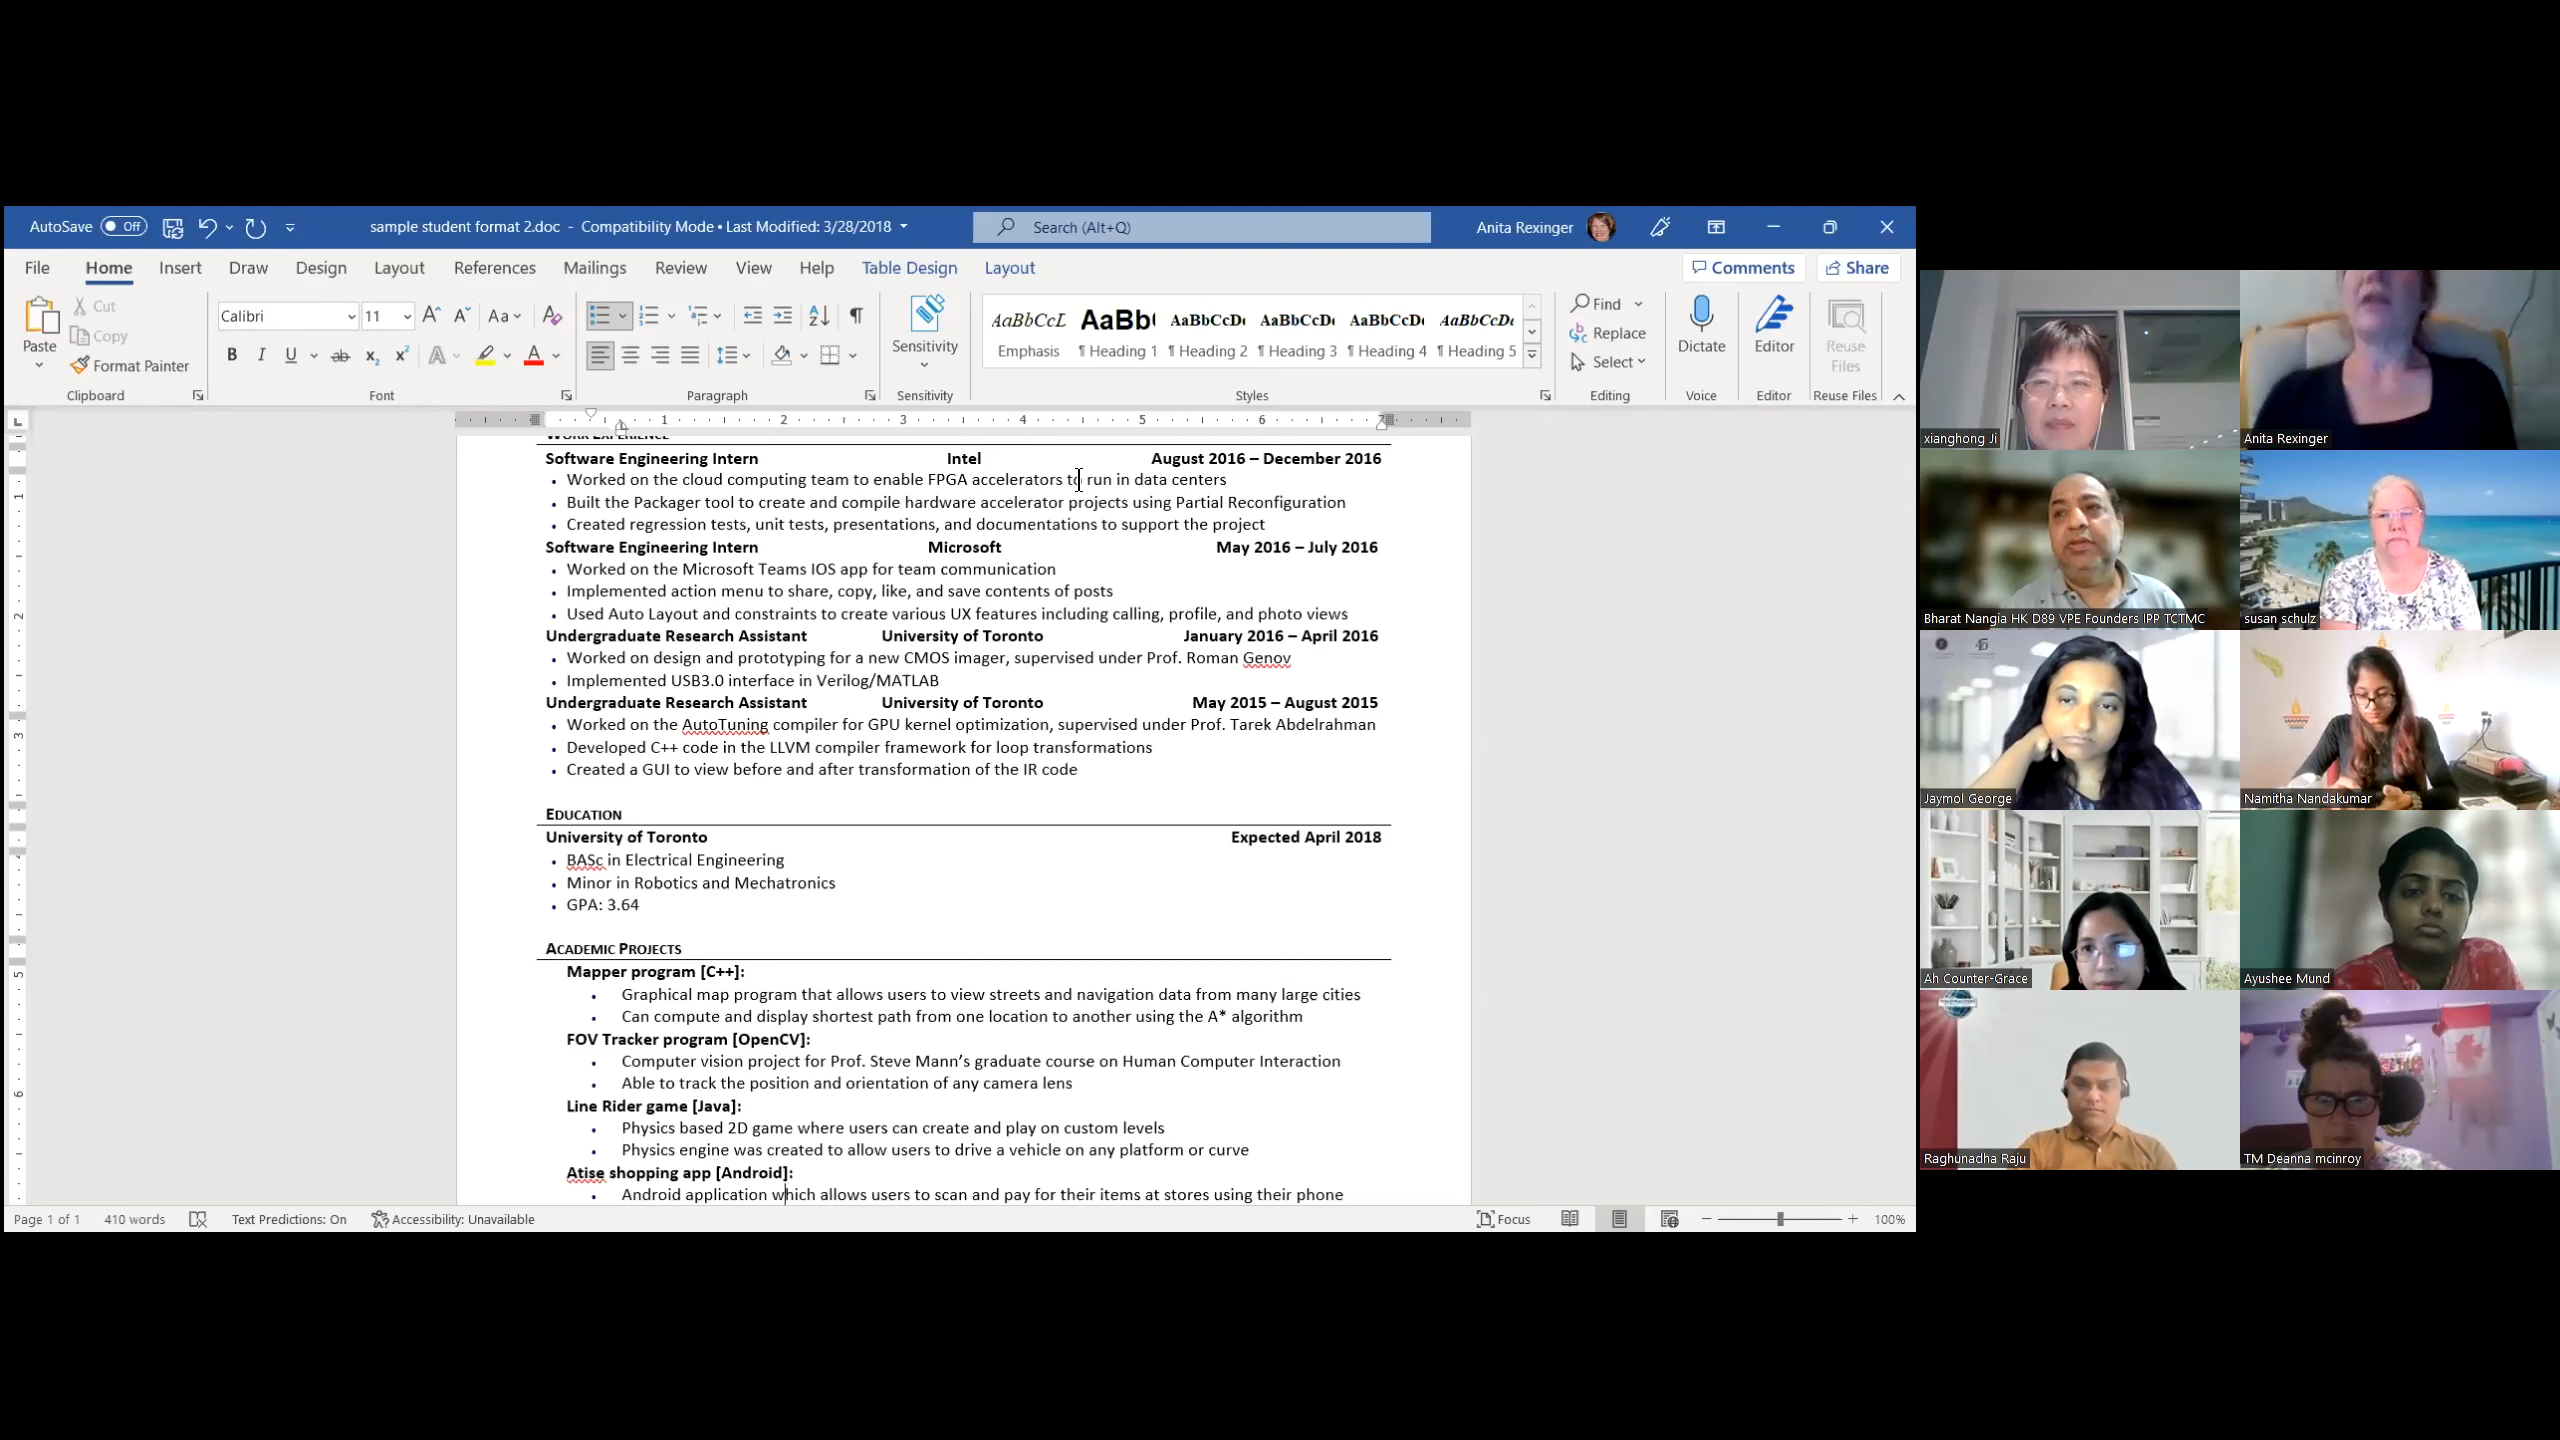 AutoSave Off
sample student format 2.doc - Compatibility Mode • Last Modified: 3/28/2018
Search (Alt+Q)
Anita Rexinger
File Home Insert Draw Design Layout References Mailings Review View Help Table Design Layout
Comments Share
Paste
Cut
Copy
Format Painter
Clipboard
Calibri 11
Font
Paragraph
Sensitivity
Sensitivity
AaBbCcL AaBb( AaBbCcDı AaBbCcDı AaBbCcDı AaBbCcDı
Emphasis ¶ Heading 1 ¶ Heading 2 ¶ Heading 3 ¶ Heading 4 ¶ Heading 5
Styles
Find
Replace
Select
Editing
Dictate
Voice
Editor
Editor
Reuse Files
Reuse Files
1 2 3 4 5 6 7
WORK EXPERIENCE
Software Engineering Intern Intel August 2016 – December 2016
• Worked on the cloud computing team to enable FPGA accelerators to run in data centers
• Built the Packager tool to create and compile hardware accelerator projects using Partial Reconfiguration
• Created regression tests, unit tests, presentations, and documentations to support the project
Software Engineering Intern Microsoft May 2016 – July 2016
• Worked on the Microsoft Teams IOS app for team communication
• Implemented action menu to share, copy, like, and save contents of posts
• Used Auto Layout and constraints to create various UX features including calling, profile, and photo views
Undergraduate Research Assistant University of Toronto January 2016 – April 2016
• Worked on design and prototyping for a new CMOS imager, supervised under Prof. Roman Genov
• Implemented USB3.0 interface in Verilog/MATLAB
Undergraduate Research Assistant University of Toronto May 2015 – August 2015
• Worked on the AutoTuning compiler for GPU kernel optimization, supervised under Prof. Tarek Abdelrahman
• Developed C++ code in the LLVM compiler framework for loop transformations
• Created a GUI to view before and after transformation of the IR code
EDUCATION
University of Toronto Expected April 2018
• BASc in Electrical Engineering
• Minor in Robotics and Mechatronics
• GPA: 3.64
ACADEMIC PROJECTS
Mapper program [C++]:
• Graphical map program that allows users to view streets and navigation data from many large cities
• Can compute and display shortest path from one location to another using the A* algorithm
FOV Tracker program [OpenCV]:
• Computer vision project for Prof. Steve Mann’s graduate course on Human Computer Interaction
• Able to track the position and orientation of any camera lens
Line Rider game [Java]:
• Physics based 2D game where users can create and play on custom levels
• Physics engine was created to allow users to drive a vehicle on any platform or curve
Atise shopping app [Android]:
• Android application which allows users to scan and pay for their items at stores using their phone
Page 1 of 1 410 words Text Predictions: On Accessibility: Unavailable
Focus 100%
xianghong Ji
Anita Rexinger
Bharat Nangia HK D89 VPE Founders IPP TCTMC
susan schulz
Jaymol George
Namitha Nandakumar
Ah Counter-Grace
Ayushee Mund
Raghunadha Raju
TM Deanna mcinroy